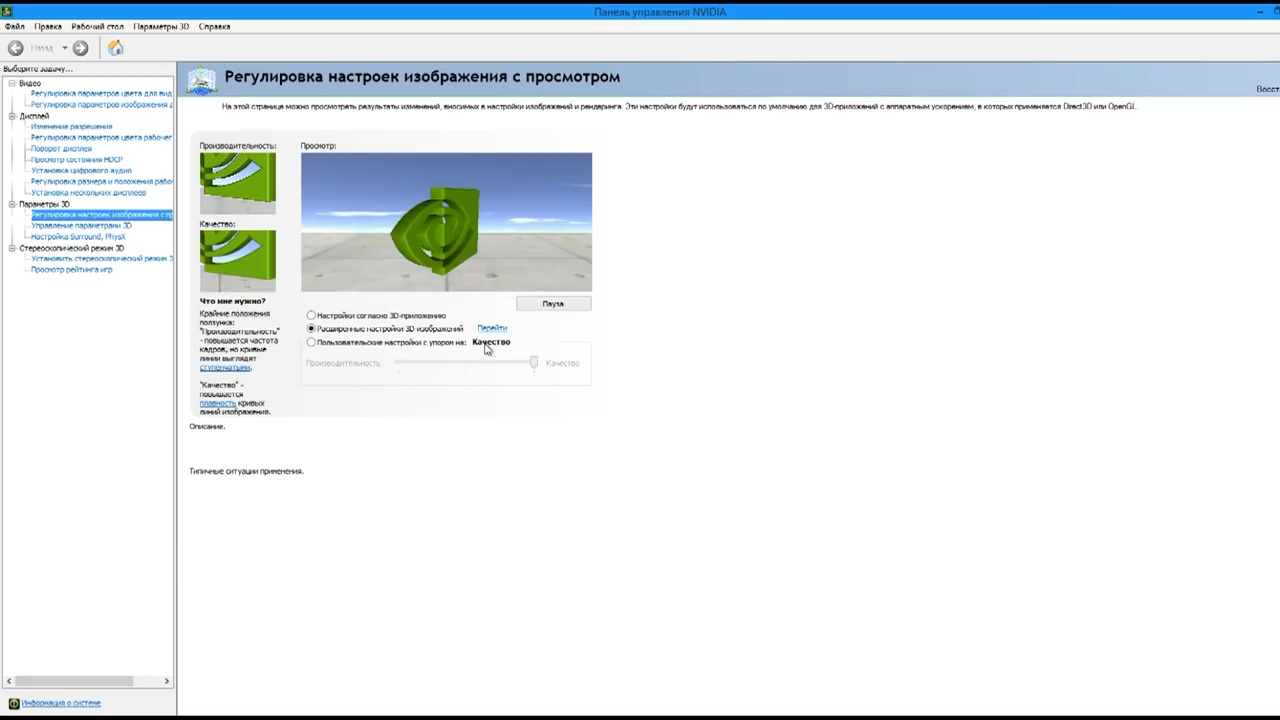 Панель управления NVIDIA
Файл Правка Рабочий стол Параметры 3D Справка
Назад
Выберите задачу...
Видео
Регулировка параметров цвета для вид
Регулировка параметров изображения д
Дисплей
Изменение разрешения
Регулировка параметров цвета рабочег
Поворот дисплея
Просмотр состояния HDCP
Установка цифрового аудио
Регулировка размера и положения рабо
Установка нескольких дисплеев
Параметры 3D
Регулировка настроек изображения с пр
Управление параметрами 3D
Настройка Surround, PhysX
Стереоскопический режим 3D
Установить стереоскопический режим 3
Просмотр рейтинга игр
Информация о системе
Регулировка настроек изображения с просмотром
Восст
На этой странице можно просмотреть результаты изменений, вносимых в настройки изображений и рендеринга. Эти настройки будут использоваться по умолчанию для 3D-приложений с аппаратным ускорением, в которых применяется Direct3D или OpenGL.
Производительность:
Качество:
Что мне нужно?
Крайние положения
ползунка:
"Производительность"
- повышается частота
кадров, но кривые
линии выглядят
ступенчатыми.
"Качество" -
повышается
плавность кривых
линий изображения.
Просмотр:
Пауза
Настройки согласно 3D-приложению
Расширенные настройки 3D-изображений Перейти
Пользовательские настройки с упором на: Качество
Производительность Качество
Описание.
Типичные ситуации применения.